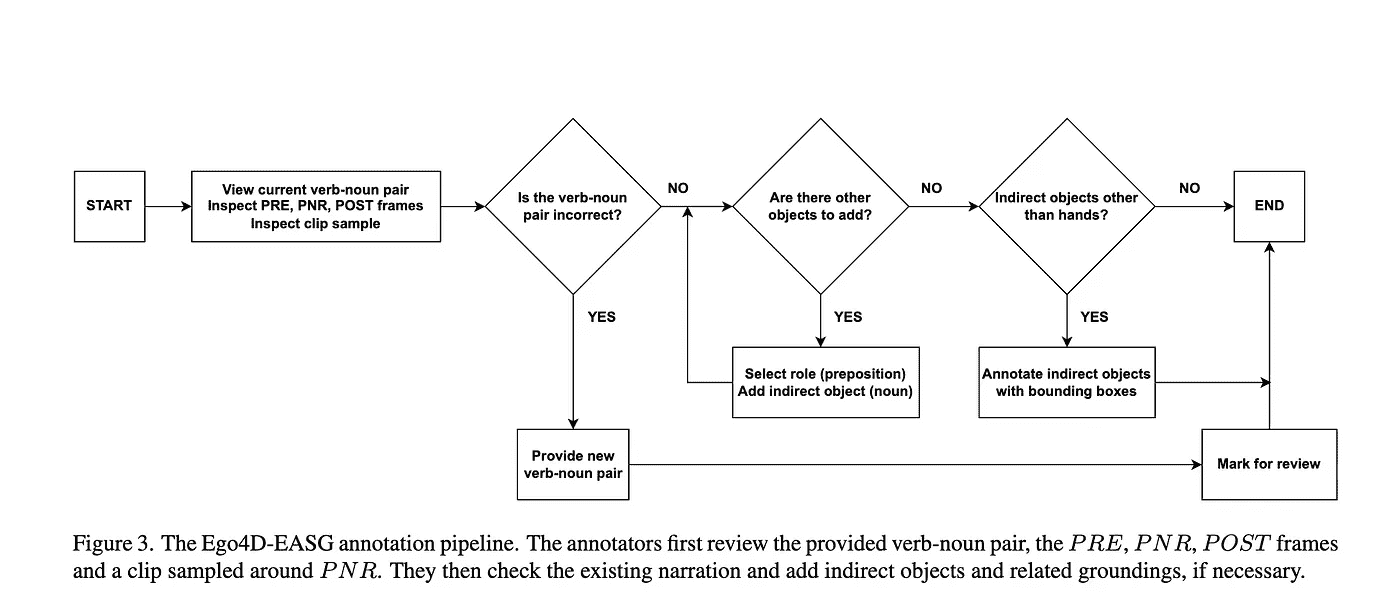 START
View current verb-noun pair
Inspect PRE, PNR, POST frames
Inspect clip sample
Is the verb-noun
pair incorrect?
NO
Are there other
objects to add?
NO
Indirect objects other
than hands?
NO
END
YES
YES
YES
Select role (preposition)
Add indirect object (noun)
Annotate indirect objects
with bounding boxes
Provide new
verb-noun pair
Mark for review
Figure 3. The Ego4D-EASG annotation pipeline. The annotators first review the provided verb-noun pair, the PRE, PNR, POST frames
and a clip sampled around PNR. They then check the existing narration and add indirect objects and related groundings, if necessary.